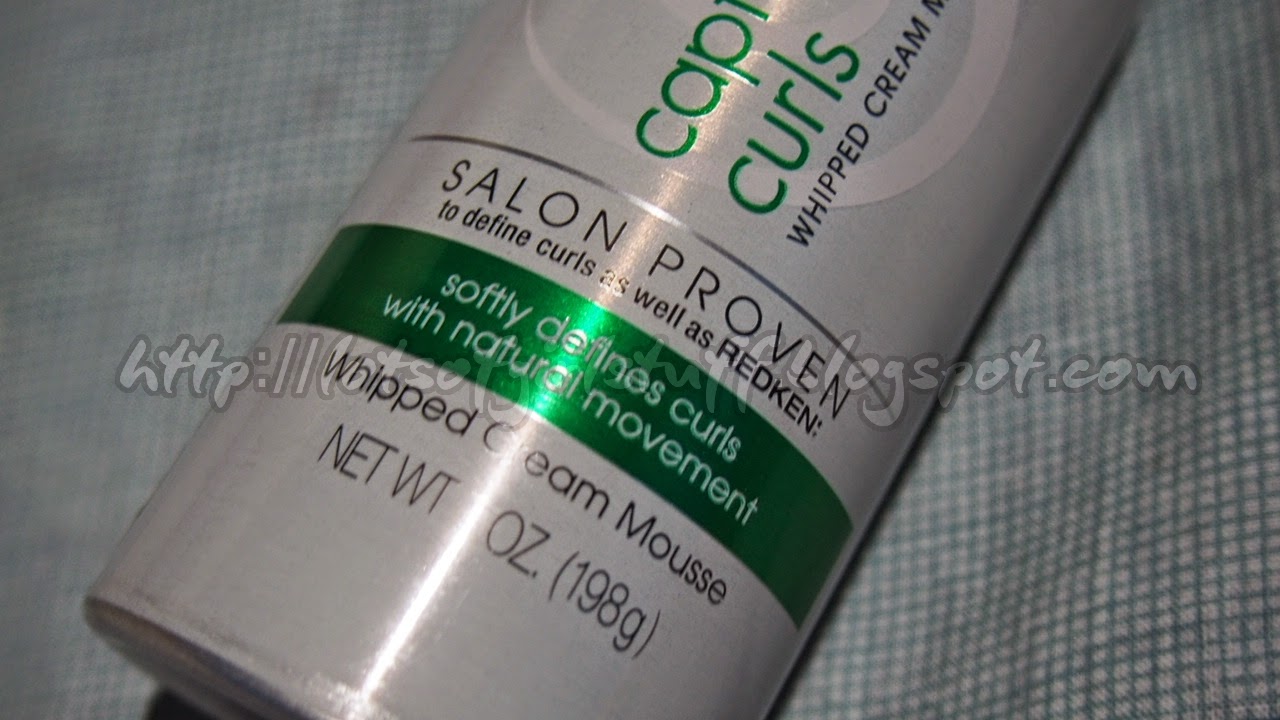 capt
curls
WHIPPED CREAM M
SALON PROVEN
to define curls as well as REDKEN:
softly defines curls
with natural movement
Whipped Cream Mousse
NET WT OZ. (198g)